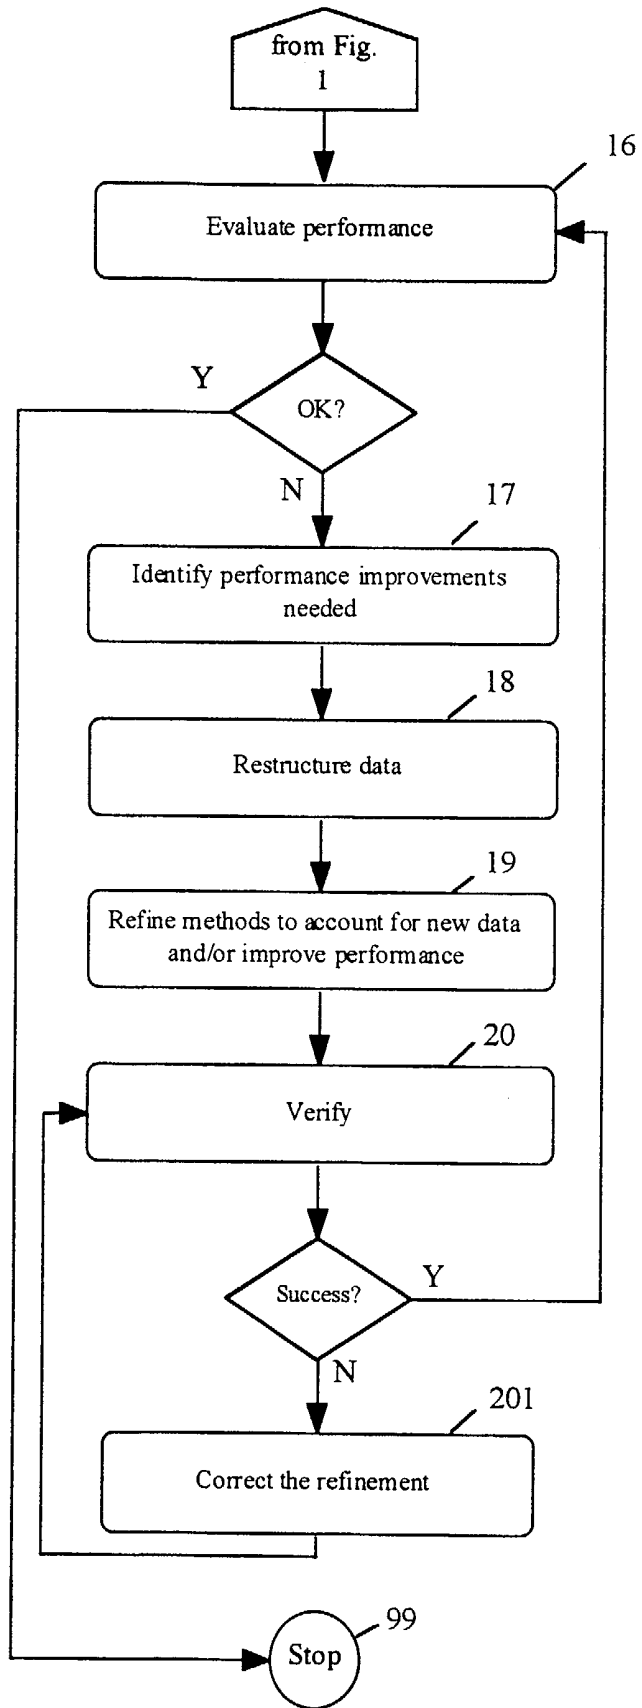 from Fig.
1
16
Evaluate performance
Y
OK?
N
17
Identify performance improvements
needed
18
Restructure data
19
Refine methods to account for new data
and/or improve performance
20
Verify
Success?
Y
N
201
Correct the refinement
99
Stop